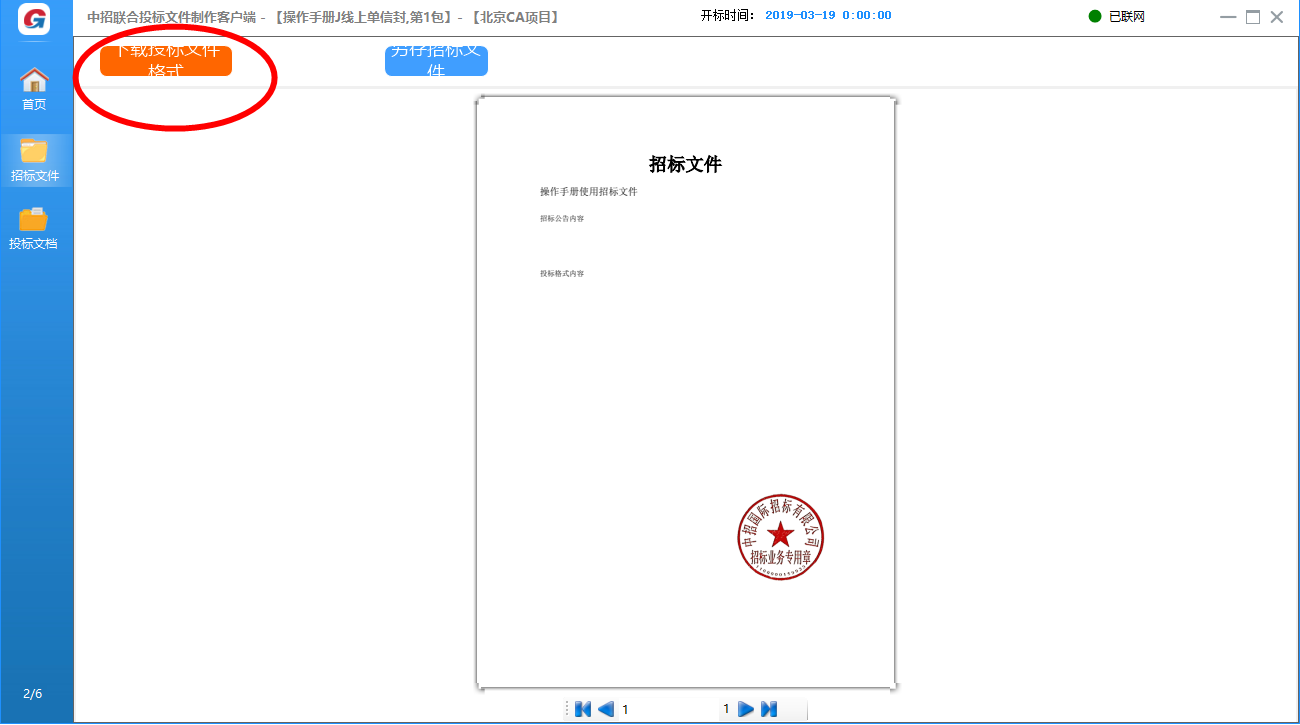 中招联合投标文件制作客户端 - 【操作手册J线上单信封,第1包】- 【北京CA项目】
开标时间： 2019-03-19 0:00:00
已联网
首页
招标文件
投标文档
2/6
下载投标文件
格式
另存招标文
件
招标文件
操作手册使用招标文件
招标公告内容
投标格式内容
中招国际招标有限公司
招标业务专用章
1
1